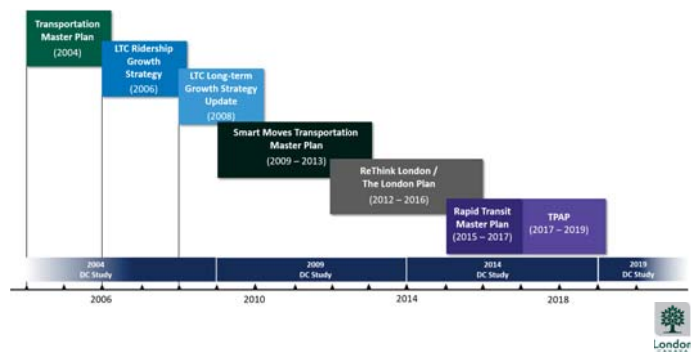 Transportation
Master Plan
(2004)
LTC Ridership
Growth
Strategy
(2006)
LTC Long-term
Growth Strategy
Update
(2008)
Smart Moves Transportation
Master Plan
(2009 – 2013)
ReThink London /
The London Plan
(2012 – 2016)
Rapid Transit
Master Plan
(2015 – 2017)
TPAP
(2017 – 2019)
2004
DC Study
2009
DC Study
2014
DC Study
2019
DC Study
2006
2010
2014
2018
London
CANADA